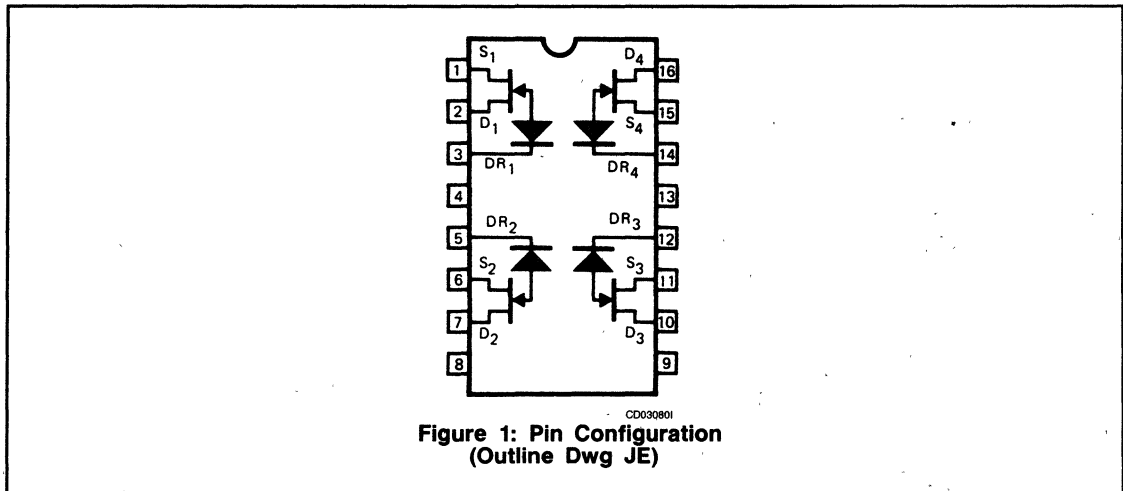 S1 D4
1 16
2 15
D1 S4
3 14
DR1 DR4
4 13
DR2 DR3
5 12
S2 S3
6 11
7 10
D2 D3
8 9
CD03080I
Figure 1: Pin Configuration
(Outline Dwg JE)